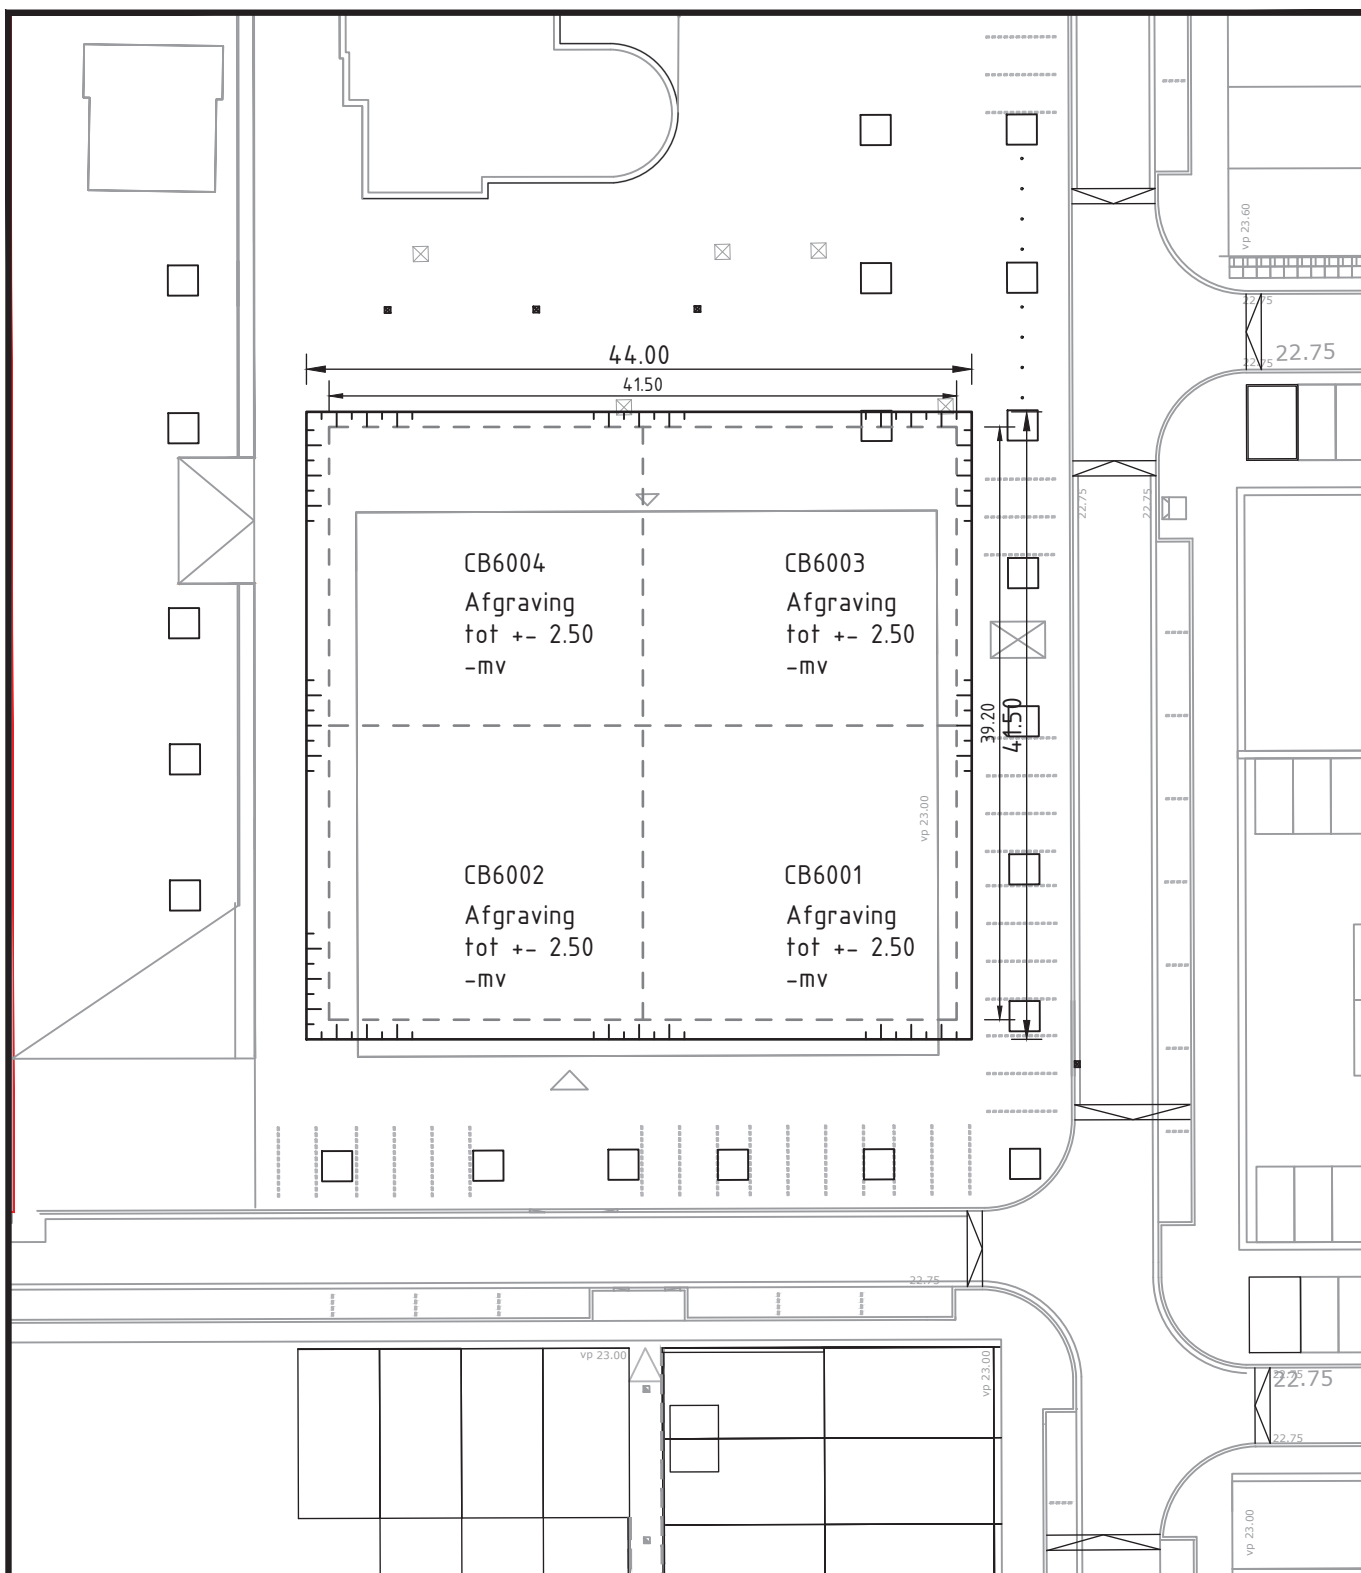 vp 23.60
22.75
22.75
22.75
44.00
41.50
22.75
22.75
CB6004
Afgraving
tot +- 2.50
-mv
CB6003
Afgraving
tot +- 2.50
-mv
39.20
41.50
vp 23.00
CB6002
Afgraving
tot +- 2.50
-mv
CB6001
Afgraving
tot +- 2.50
-mv
22.75
vp 23.00
vp 23.00
22.75
22.75
22.75
vp 23.00